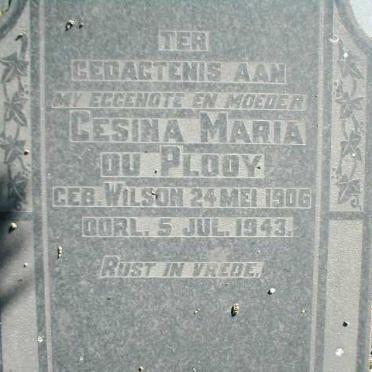 TER
GEDAGTENIS AAN
MY EGGENOTE EN MOEDER
GESINA MARIA
DU PLOOY
GEB. WILSON 24 MEI 1906
OORL. 5 JUL. 1943.
RUST IN VREDE.